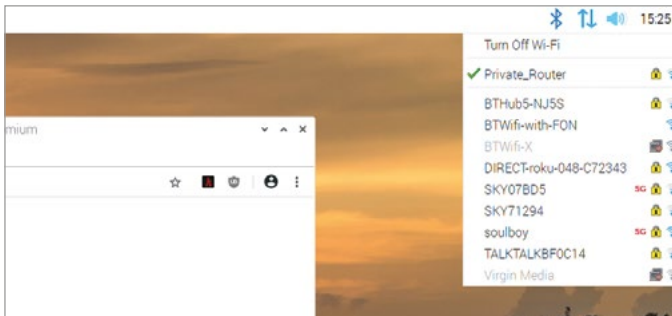 15:25
Turn Off Wi-Fi
Private_Router
mium
BTHub5-NJ5S
BTWifi-with-FON
BTWifi-X
DIRECT-roku-048-C72343
SKY07BD5 5G
SKY71294
soulboy 5G
TALKTALKBF0C14
Virgin Media